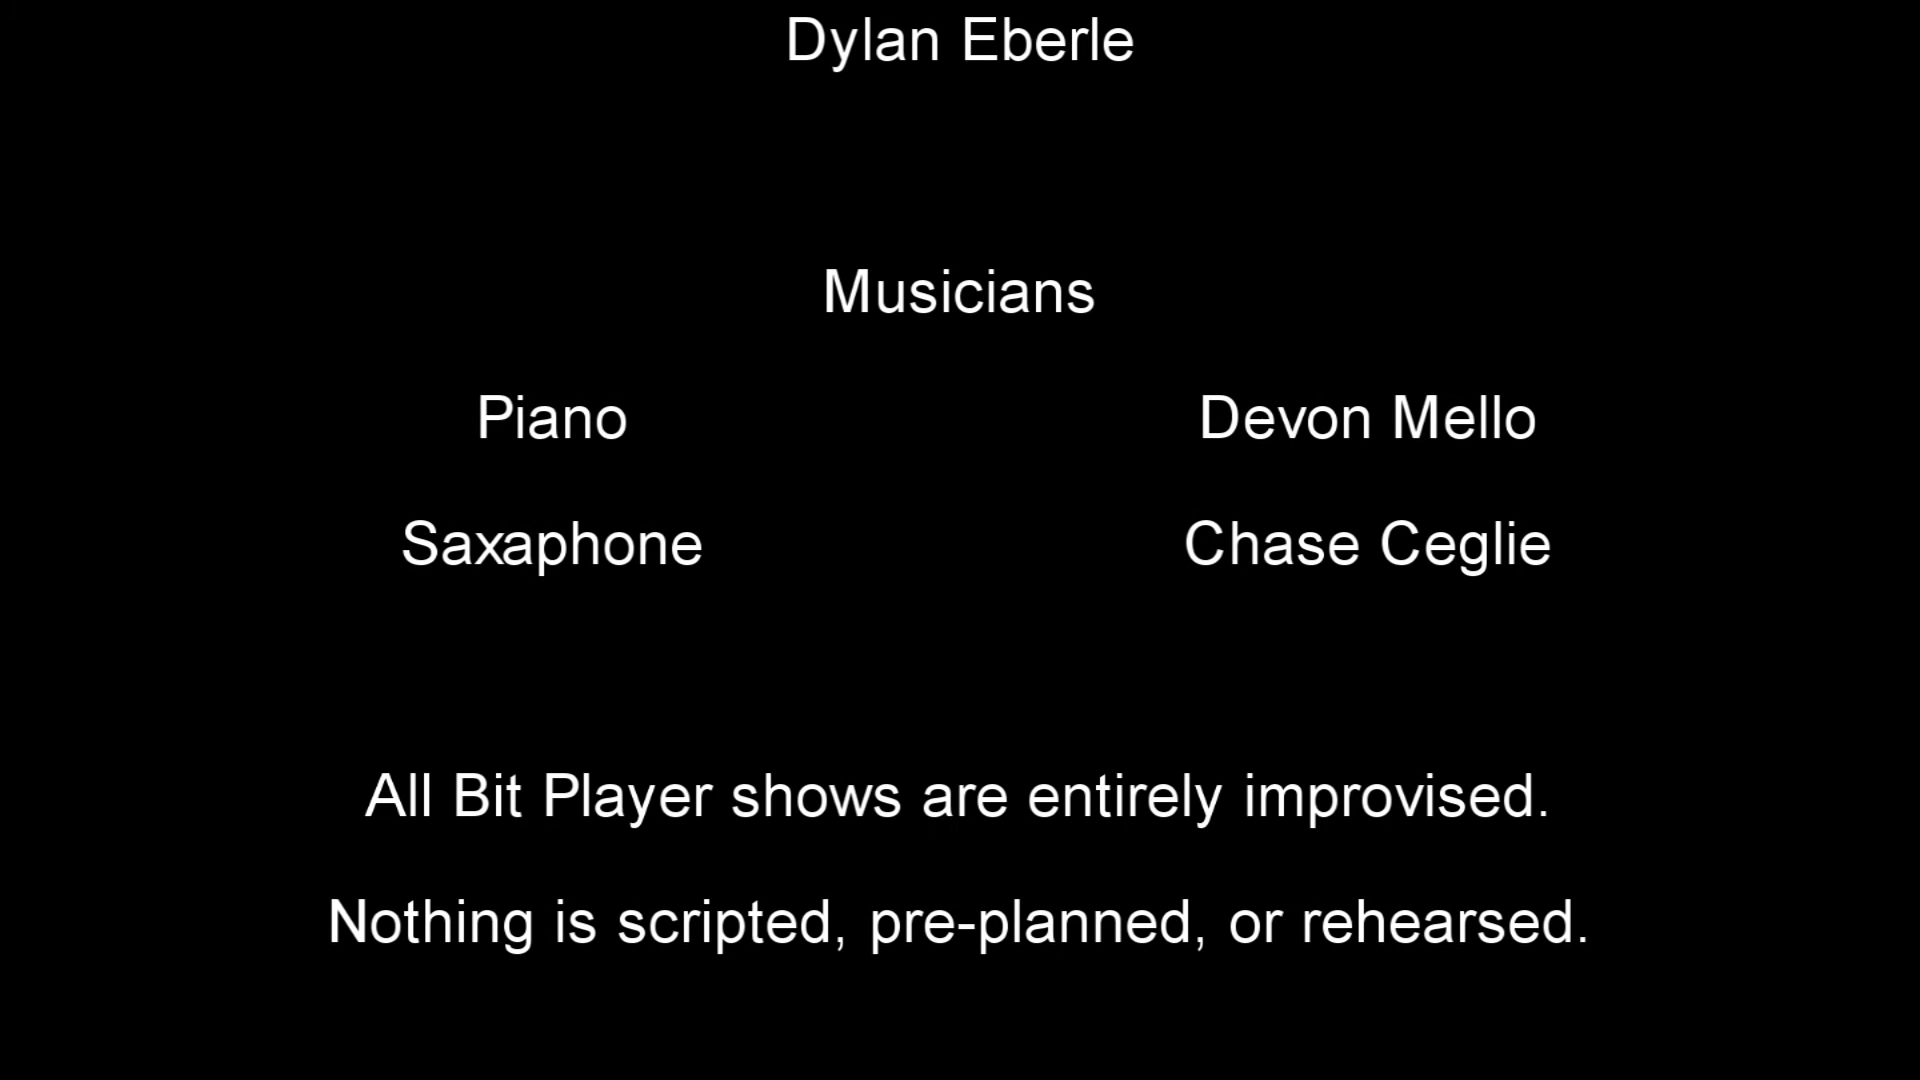 Dylan Eberle
Musicians
Piano Devon Mello
Saxaphone Chase Ceglie
All Bit Player shows are entirely improvised.
Nothing is scripted, pre-planned, or rehearsed.